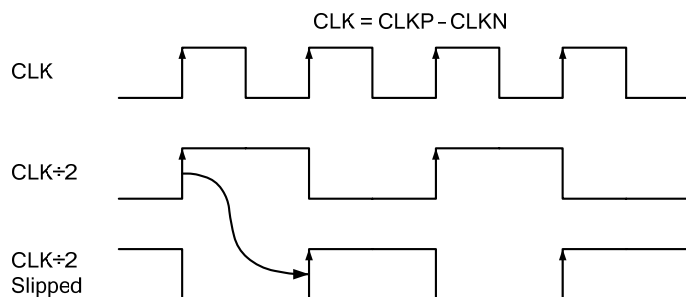 CLK = CLKP – CLKN
CLK
CLK÷2
CLK÷2
Slipped